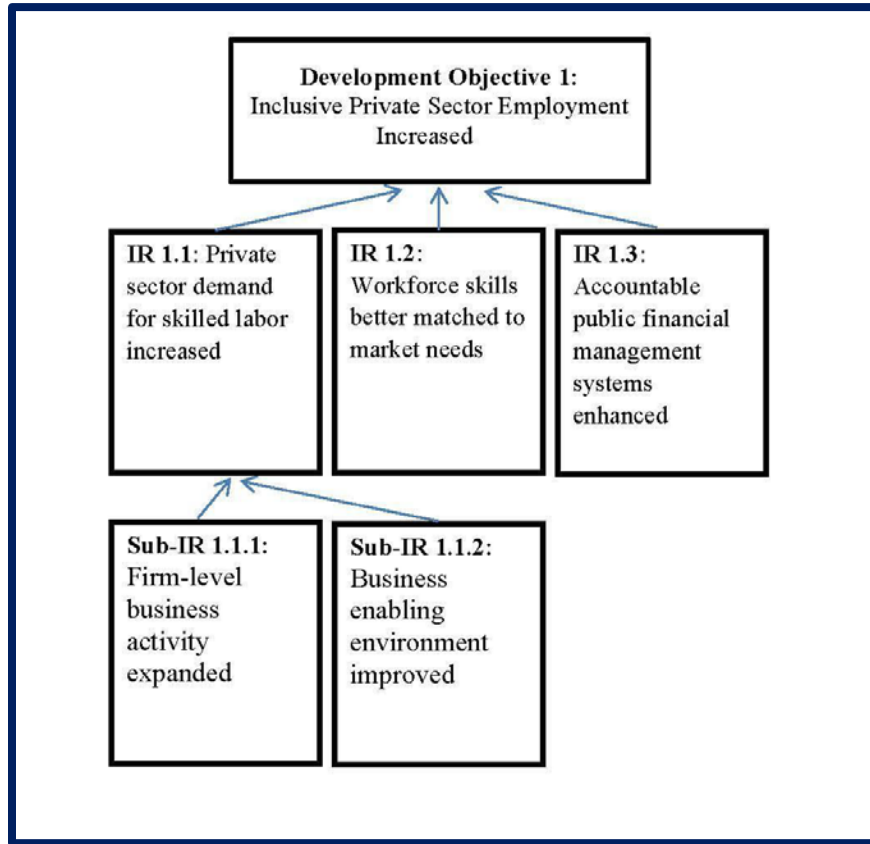 Development Objective 1:
Inclusive Private Sector Employment
Increased
IR 1.1: Private
sector demand
for skilled labor
increased
IR 1.2:
Workforce skills
better matched to
market needs
IR 1.3:
Accountable
public financial
management
systems
enhanced
Sub-IR 1.1.1:
Firm-level
business
activity
expanded
Sub-IR 1.1.2:
Business
enabling
environment
improved